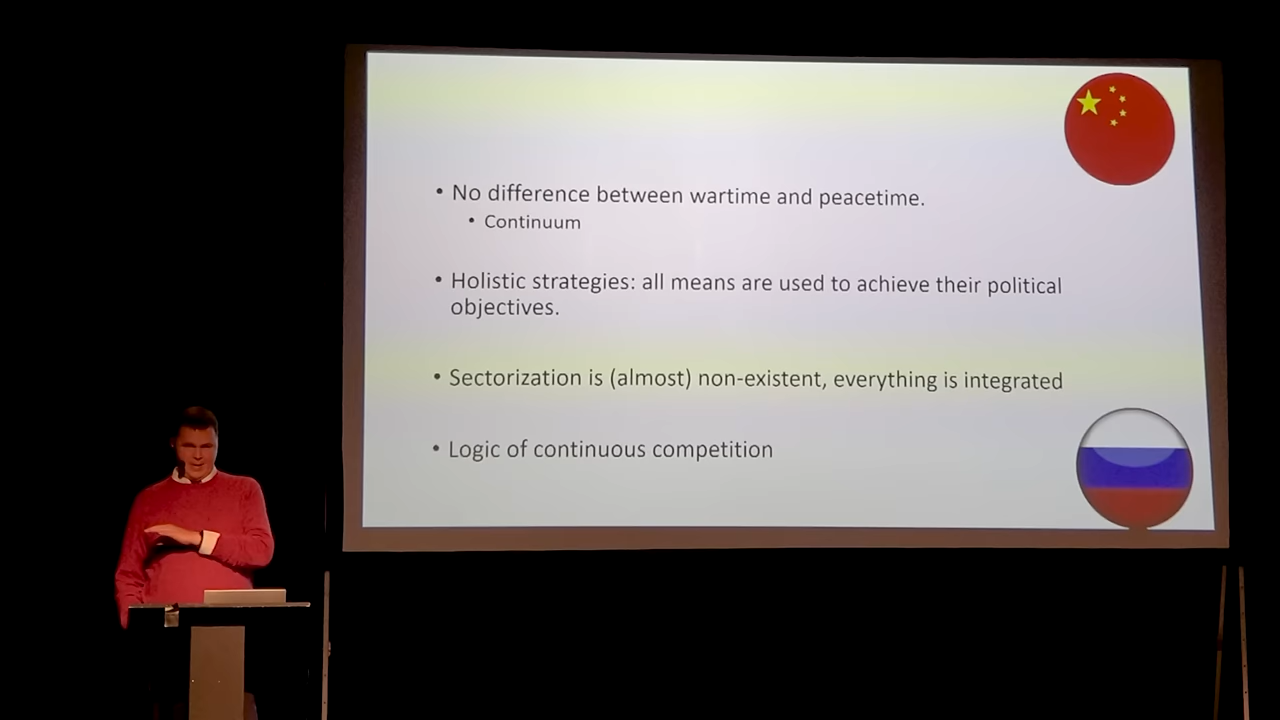 • No difference between wartime and peacetime.
• Continuum
• Holistic strategies: all means are used to achieve their political
objectives.
• Sectorization is (almost) non-existent, everything is integrated
• Logic of continuous competition